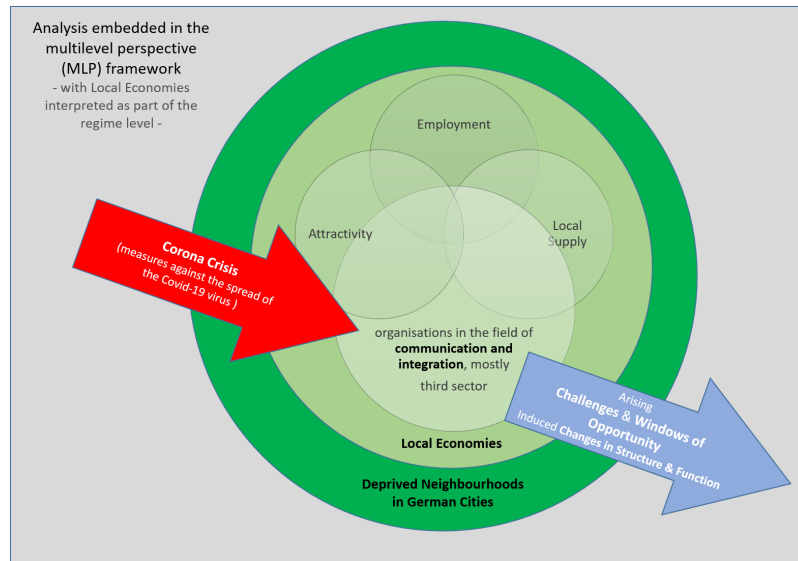 Analysis embedded in the
multilevel perspective
(MLP) framework
- with Local Economies
interpreted as part of the
regime level -
Employment
Attractivity
Local
Supply
Corona Crisis
(measures against the spread of
the Covid-19 virus )
organisations in the field of
communication and
integration, mostly
third sector
Arising
Challenges & Windows of
Opportunity
Induced Changes in Structure & Function
Local Economies
Deprived Neighbourhoods
in German Cities